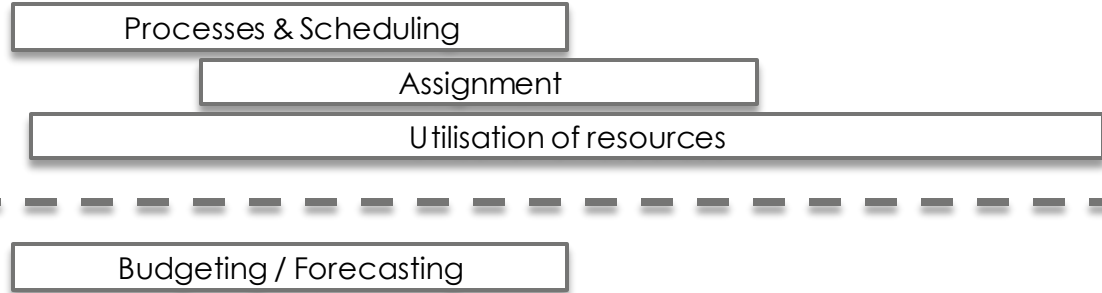 Processes & Scheduling
Assignment
Utilisation of resources
Budgeting / Forecasting